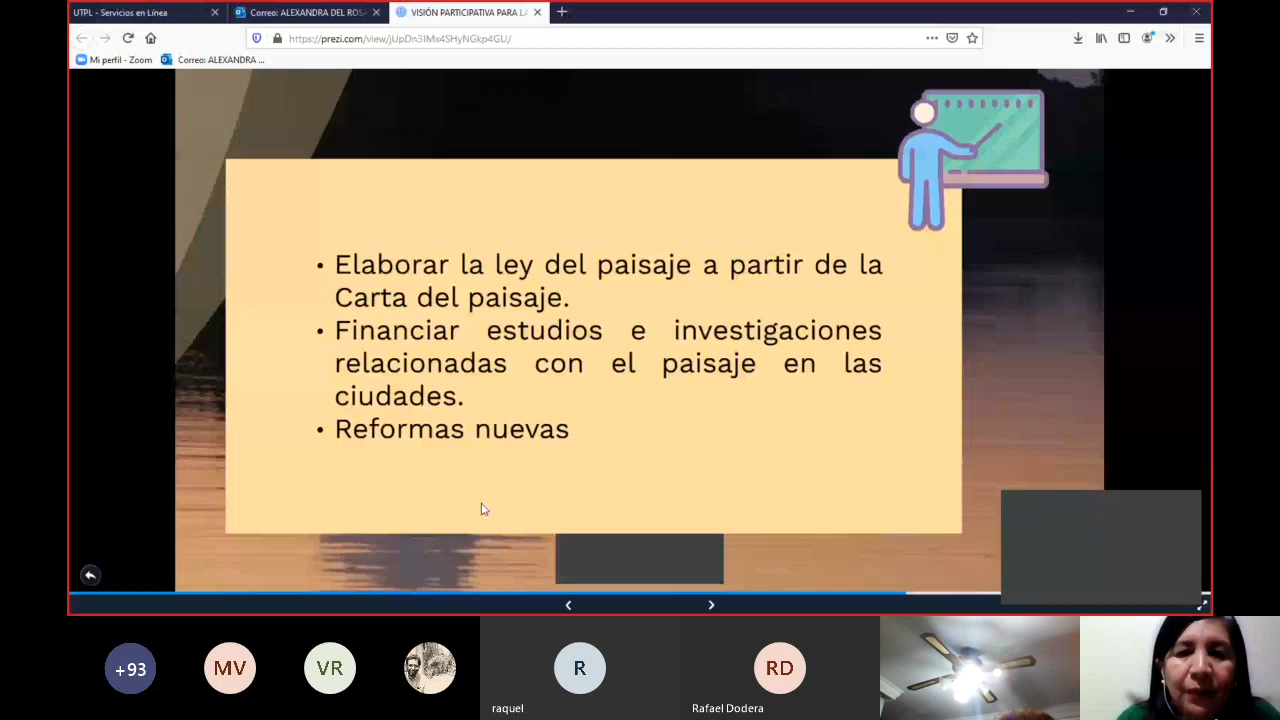 UTPL - Servicios en Línea
Correo: ALEXANDRA DEL ROS
VISIÓN PARTICIPATIVA PARA LA
https://prezi.com/view/jUpDn3IMx4SHyNGkp4GU/
Mi perfil - Zoom
Correo: ALEXANDRA ...
• Elaborar la ley del paisaje a partir de la
Carta del paisaje.
• Financiar estudios e investigaciones
relacionadas con el paisaje en las
ciudades.
• Reformas nuevas
+93
MV
VR
R
RD
raquel
Rafael Dodera